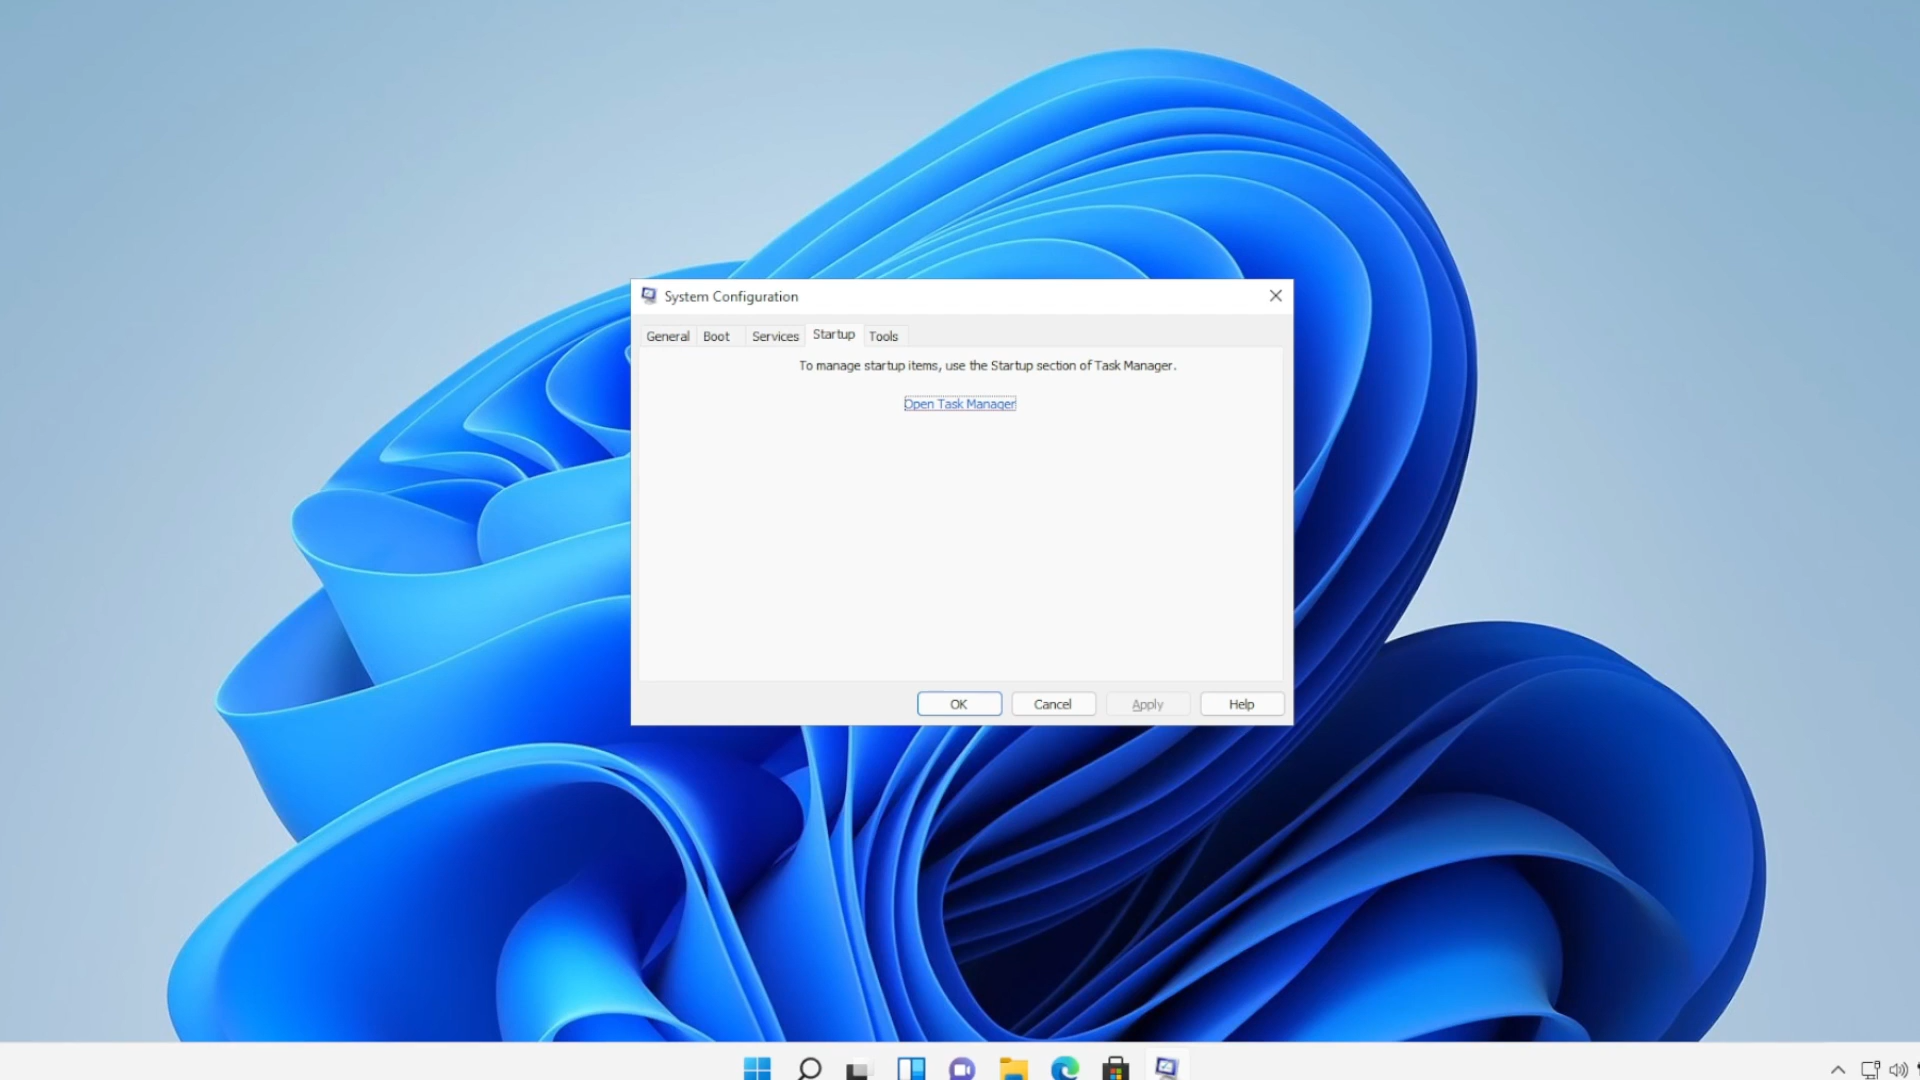 System Configuration
General Boot Services Startup Tools
To manage startup items, use the Startup section of Task Manager.
Open Task Manager
OK Cancel Apply Help